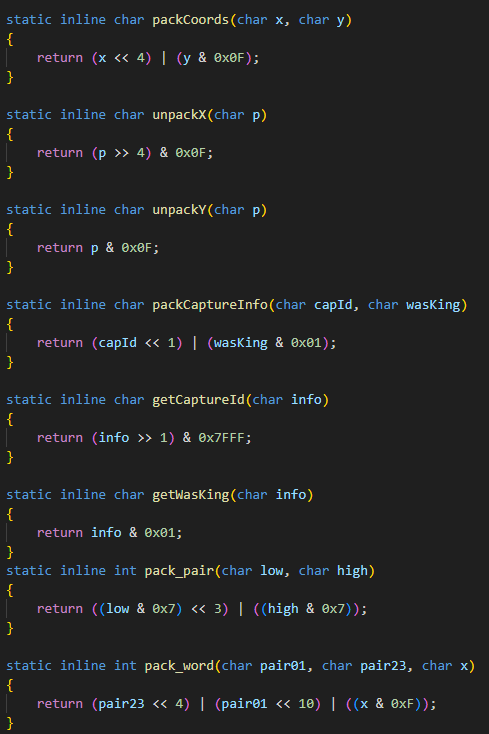 static inline char packCoords(char x, char y)
{
    return (x << 4) | (y & 0x0F);
}

static inline char unpackX(char p)
{
    return (p >> 4) & 0x0F;
}

static inline char unpackY(char p)
{
    return p & 0x0F;
}

static inline char packCaptureInfo(char capId, char wasKing)
{
    return (capId << 1) | (wasKing & 0x01);
}

static inline char getCaptureId(char info)
{
    return (info >> 1) & 0x7FFF;
}

static inline char getWasKing(char info)
{
    return info & 0x01;
}
static inline int pack_pair(char low, char high)
{
    return ((low & 0x7) << 3) | ((high & 0x7));
}

static inline int pack_word(char pair01, char pair23, char x)
{
    return (pair23 << 4) | (pair01 << 10) | ((x & 0xF));
}